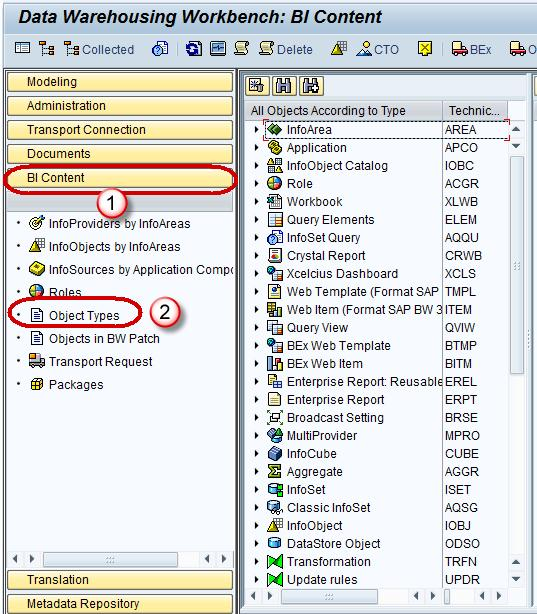 Data Warehousing Workbench: BI Content
Collected Delete CTO BEx
Modeling
Administration
Transport Connection
Documents
BI Content
1
InfoProviders by InfoAreas
InfoObjects by InfoAreas
InfoSources by Application Compo
Roles
Object Types
2
Objects in BW Patch
Transport Request
Packages
Translation
Metadata Repository
All Objects According to Type Technic...
InfoArea AREA
Application APCO
InfoObject Catalog IOBC
Role ACGR
Workbook XLWB
Query Elements ELEM
InfoSet Query AQQU
Crystal Report CRWB
Xcelcius Dashboard XCLS
Web Template (Format SAP TMPL
Web Item (Format SAP BW 3 ITEM
Query View QVIW
BEx Web Template BTMP
BEx Web Item BITM
Enterprise Report: Reusable EREL
Enterprise Report ERPT
Broadcast Setting BRSE
MultiProvider MPRO
InfoCube CUBE
Aggregate AGGR
InfoSet ISET
Classic InfoSet AQSG
InfoObject IOBJ
DataStore Object ODSO
Transformation TRFN
Update rules UPDR